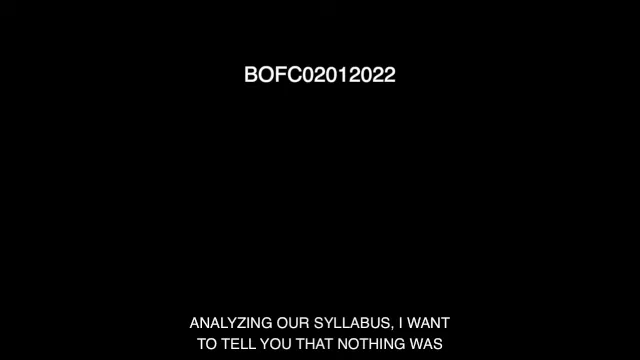 BOFC02012022
ANALYZING OUR SYLLABUS, I WANT
TO TELL YOU THAT NOTHING WAS